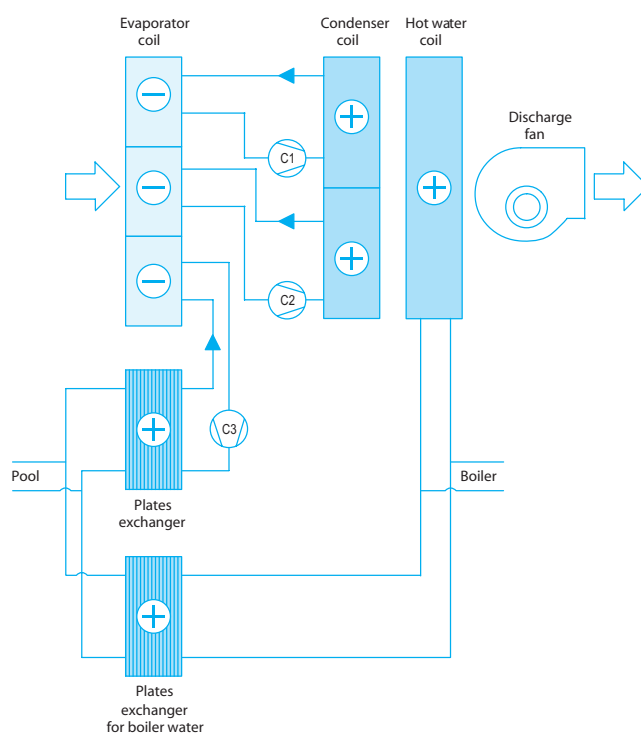 Evaporator
coil
Condenser
coil
Hot water
coil
Discharge
fan
C1
C2
C3
Pool
Boiler
Plates
exchanger
Plates
exchanger
for boiler water